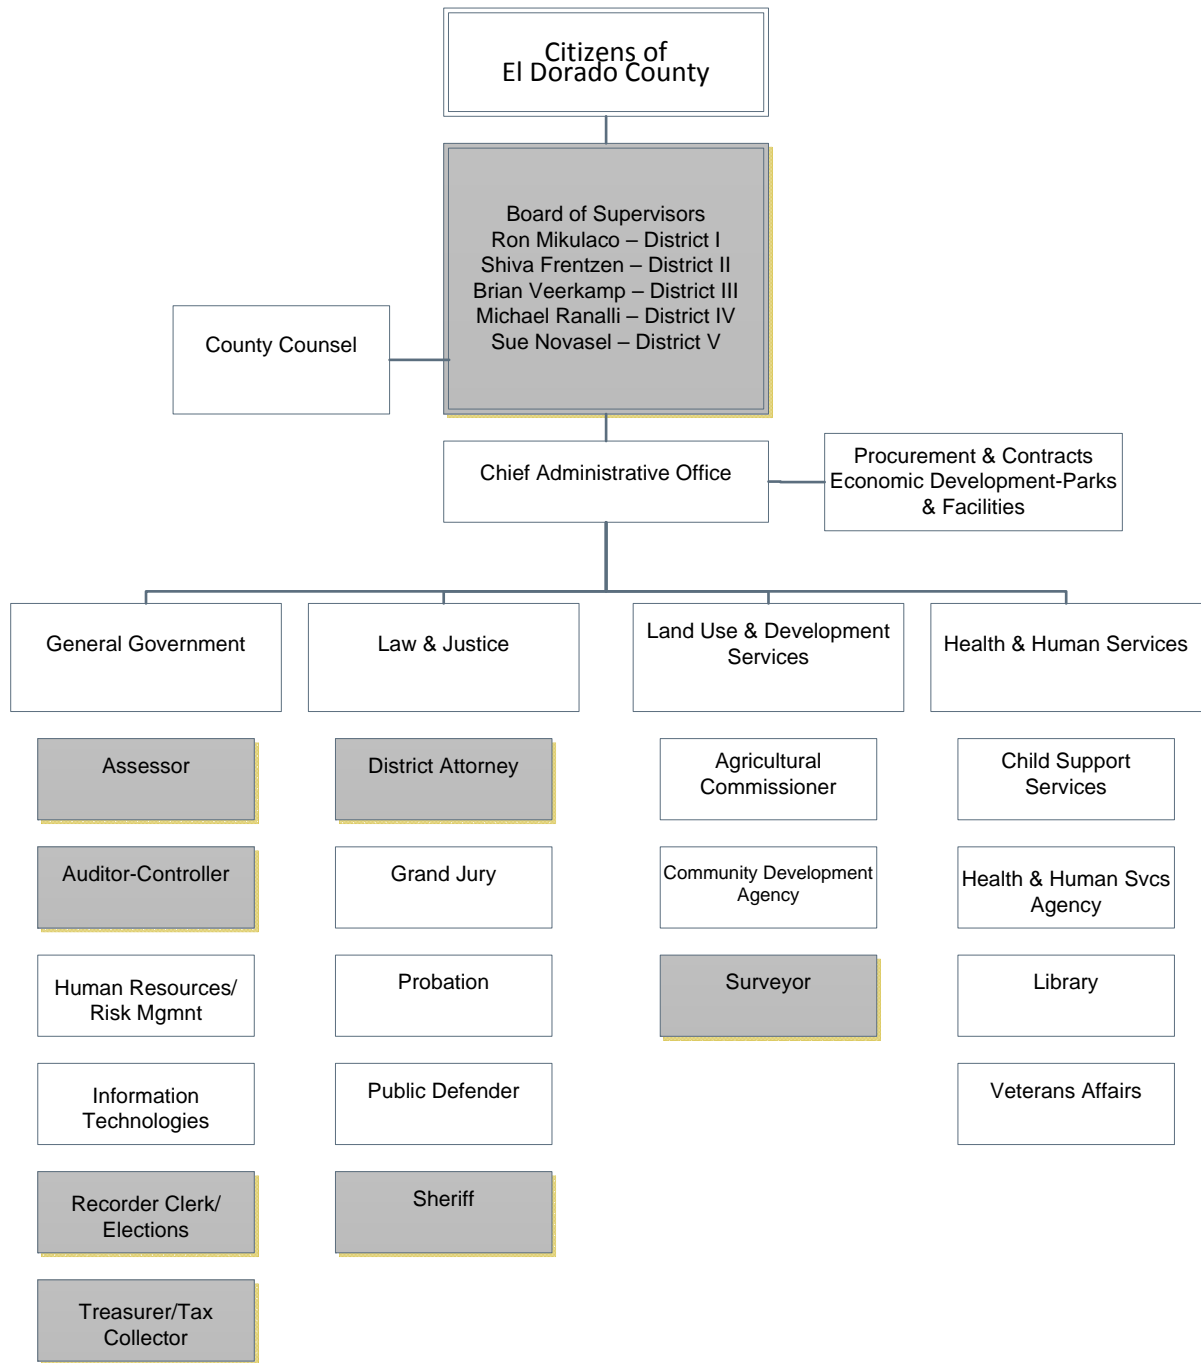 Citizens of
El Dorado County
Board of Supervisors
Ron Mikulaco – District I
Shiva Frentzen – District II
Brian Veerkamp – District III
Michael Ranalli – District IV
Sue Novasel – District V
County Counsel
Chief Administrative Office
Procurement & Contracts
Economic Development-Parks
& Facilities
General Government
Law & Justice
Land Use & Development
Services
Health & Human Services
Assessor
Auditor-Controller
Human Resources/
Risk Mgmnt
Information
Technologies
Recorder Clerk/
Elections
Treasurer/Tax
Collector
District Attorney
Grand Jury
Probation
Public Defender
Sheriff
Agricultural
Commissioner
Community Development
Agency
Surveyor
Child Support
Services
Health & Human Svcs
Agency
Library
Veterans Affairs